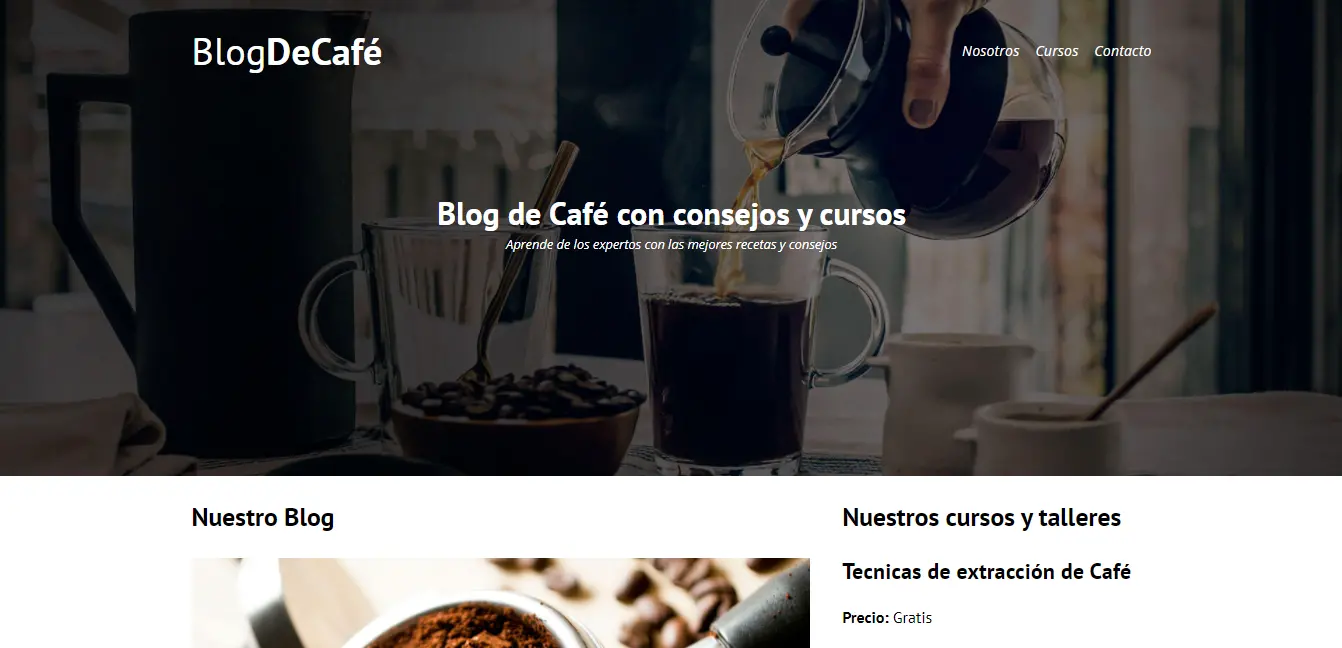 BlogDeCafé
Nosotros Cursos Contacto
Blog de Café con consejos y cursos
Aprende de los expertos con las mejores recetas y consejos
Nuestro Blog
Nuestros cursos y talleres
Tecnicas de extracción de Café
Precio: Gratis